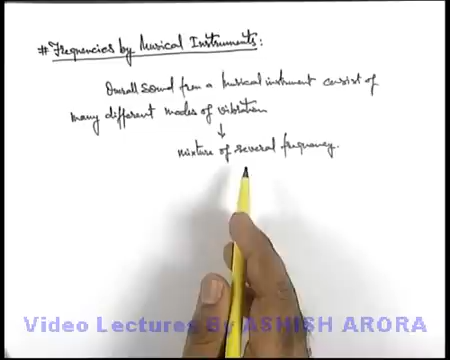 # Frequencies by Musical Instruments:
Overall sound from a musical instrument consist of
many different modes of vibration
↓
mixture of several frequency.
Video Lectures By ASHISH ARORA